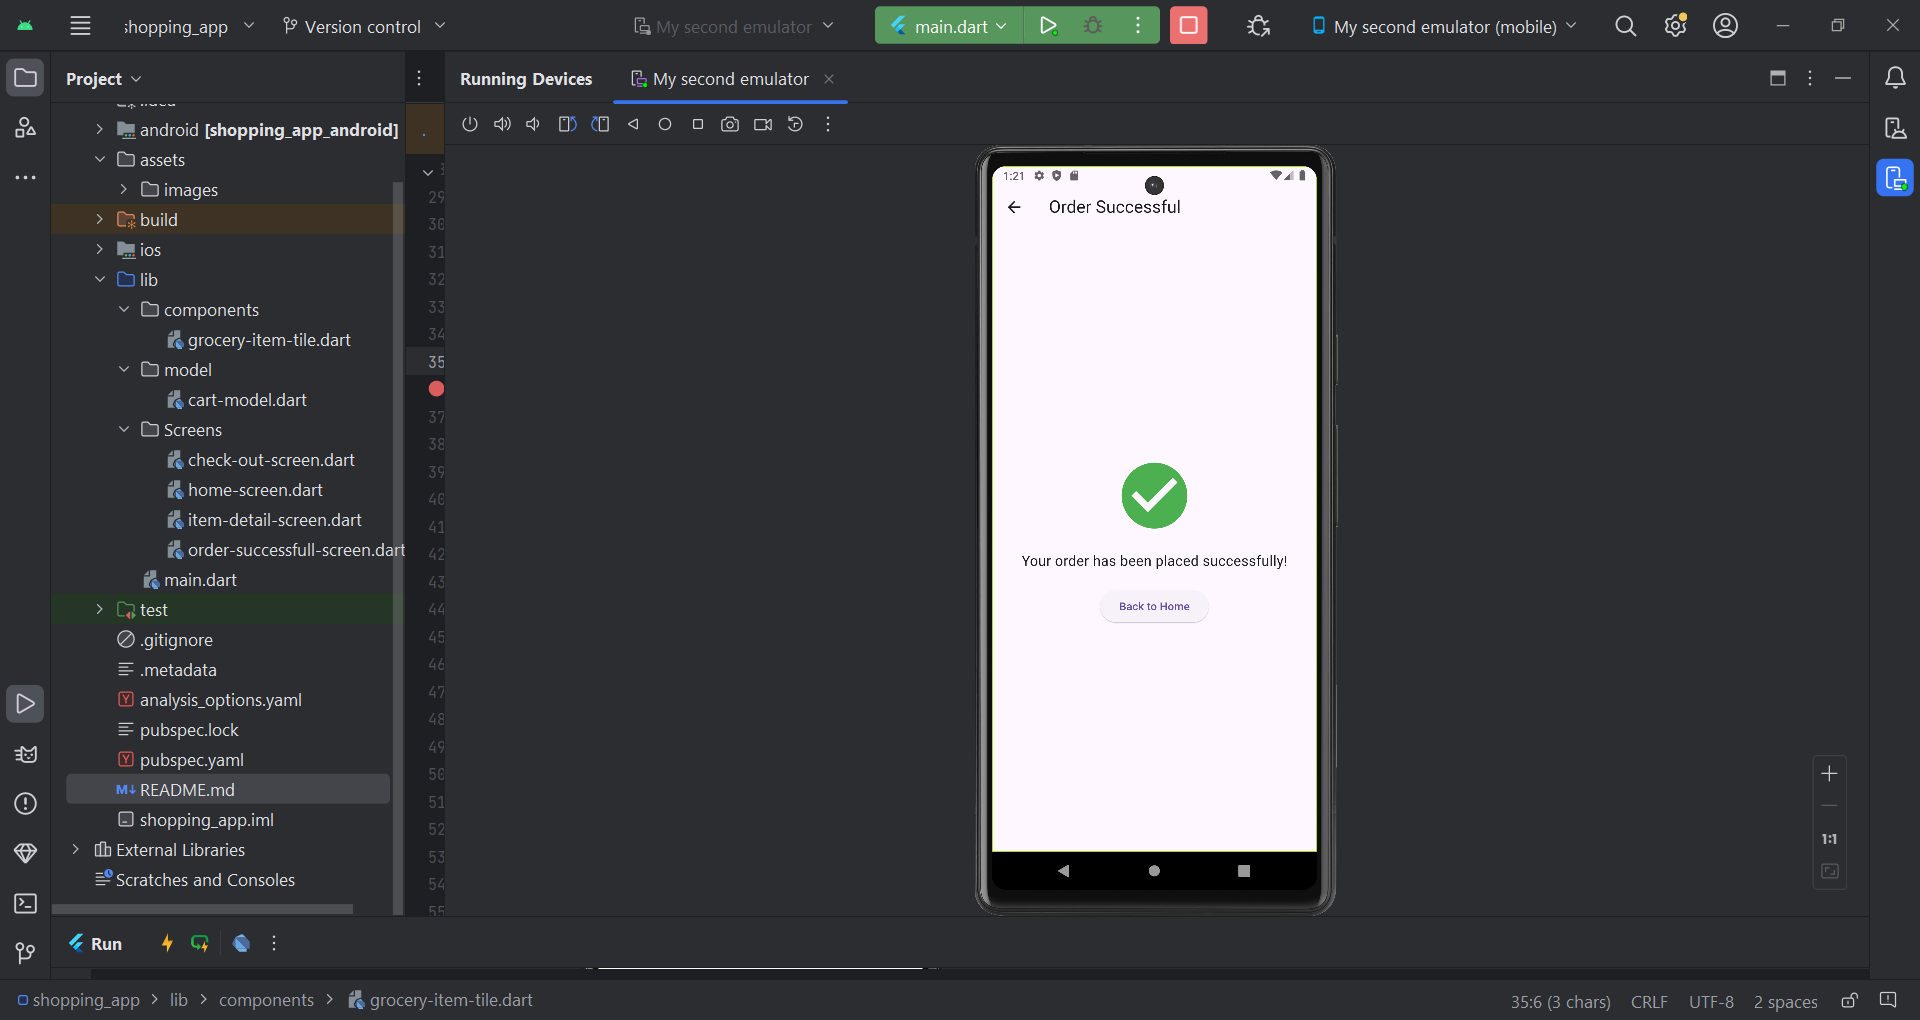 shopping_app
Version control
My second emulator
main.dart
My second emulator (mobile)
Project
Running Devices
My second emulator
android [shopping_app_android]
assets
images
build
ios
lib
components
grocery-item-tile.dart
model
cart-model.dart
Screens
check-out-screen.dart
home-screen.dart
item-detail-screen.dart
order-successfull-screen.dart
main.dart
test
.gitignore
.metadata
analysis_options.yaml
pubspec.lock
pubspec.yaml
README.md
shopping_app.iml
External Libraries
Scratches and Consoles
29
30
31
32
33
34
35
37
38
39
40
41
42
43
44
45
46
47
48
49
50
51
52
53
54
55
1:21
Order Successful
Your order has been placed successfully!
Back to Home
1:1
Run
shopping_app > lib > components > grocery-item-tile.dart
35:6 (3 chars)
CRLF
UTF-8
2 spaces